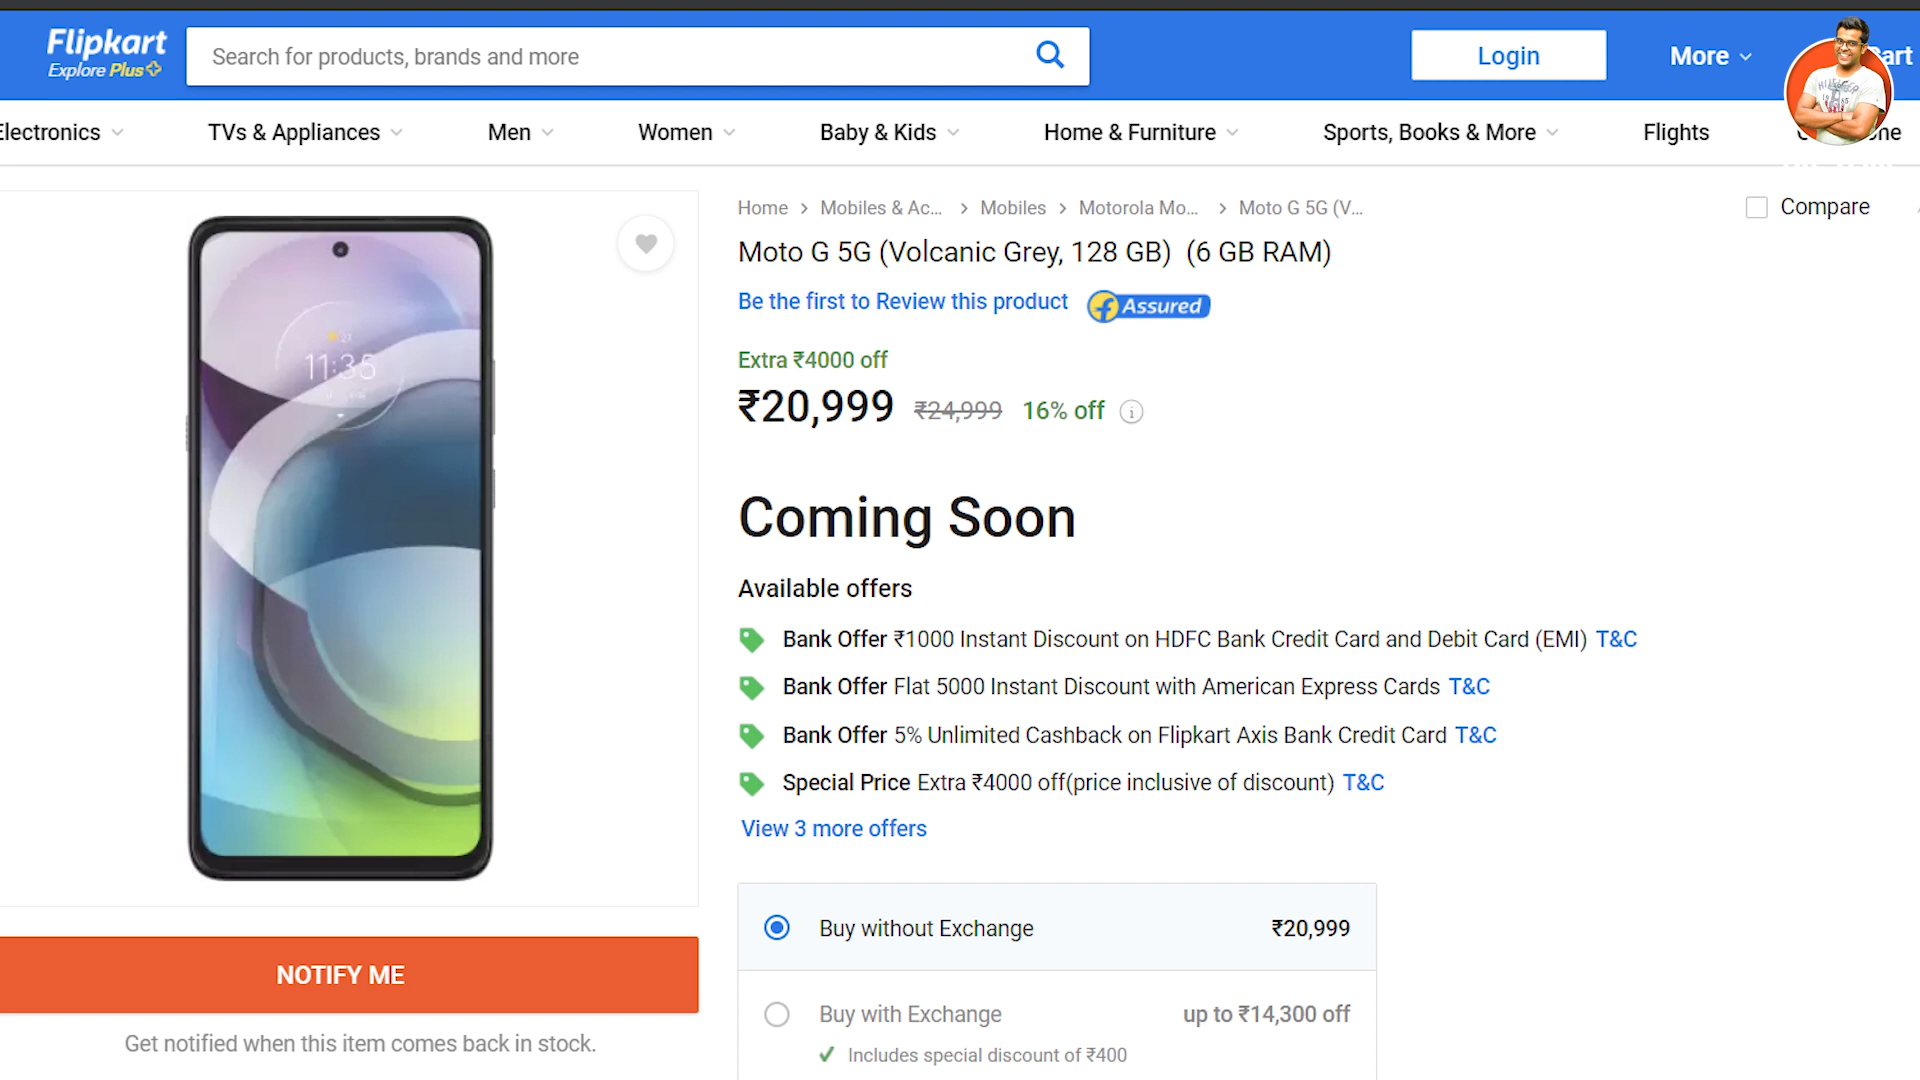 Flipkart
Explore Plus
Search for products, brands and more
Login
More
Electronics
TVs & Appliances
Men
Women
Baby & Kids
Home & Furniture
Sports, Books & More
Flights
Home > Mobiles & Ac... > Mobiles > Motorola Mo... > Moto G 5G (V...
Compare
Moto G 5G (Volcanic Grey, 128 GB) (6 GB RAM)
Be the first to Review this product
f Assured
Extra ₹4000 off
₹20,999 ₹24,999 16% off i
11:35
Coming Soon
Available offers
Bank Offer ₹1000 Instant Discount on HDFC Bank Credit Card and Debit Card (EMI) T&C
Bank Offer Flat 5000 Instant Discount with American Express Cards T&C
Bank Offer 5% Unlimited Cashback on Flipkart Axis Bank Credit Card T&C
Special Price Extra ₹4000 off(price inclusive of discount) T&C
View 3 more offers
Buy without Exchange ₹20,999
Buy with Exchange up to ₹14,300 off
Includes special discount of ₹400
NOTIFY ME
Get notified when this item comes back in stock.